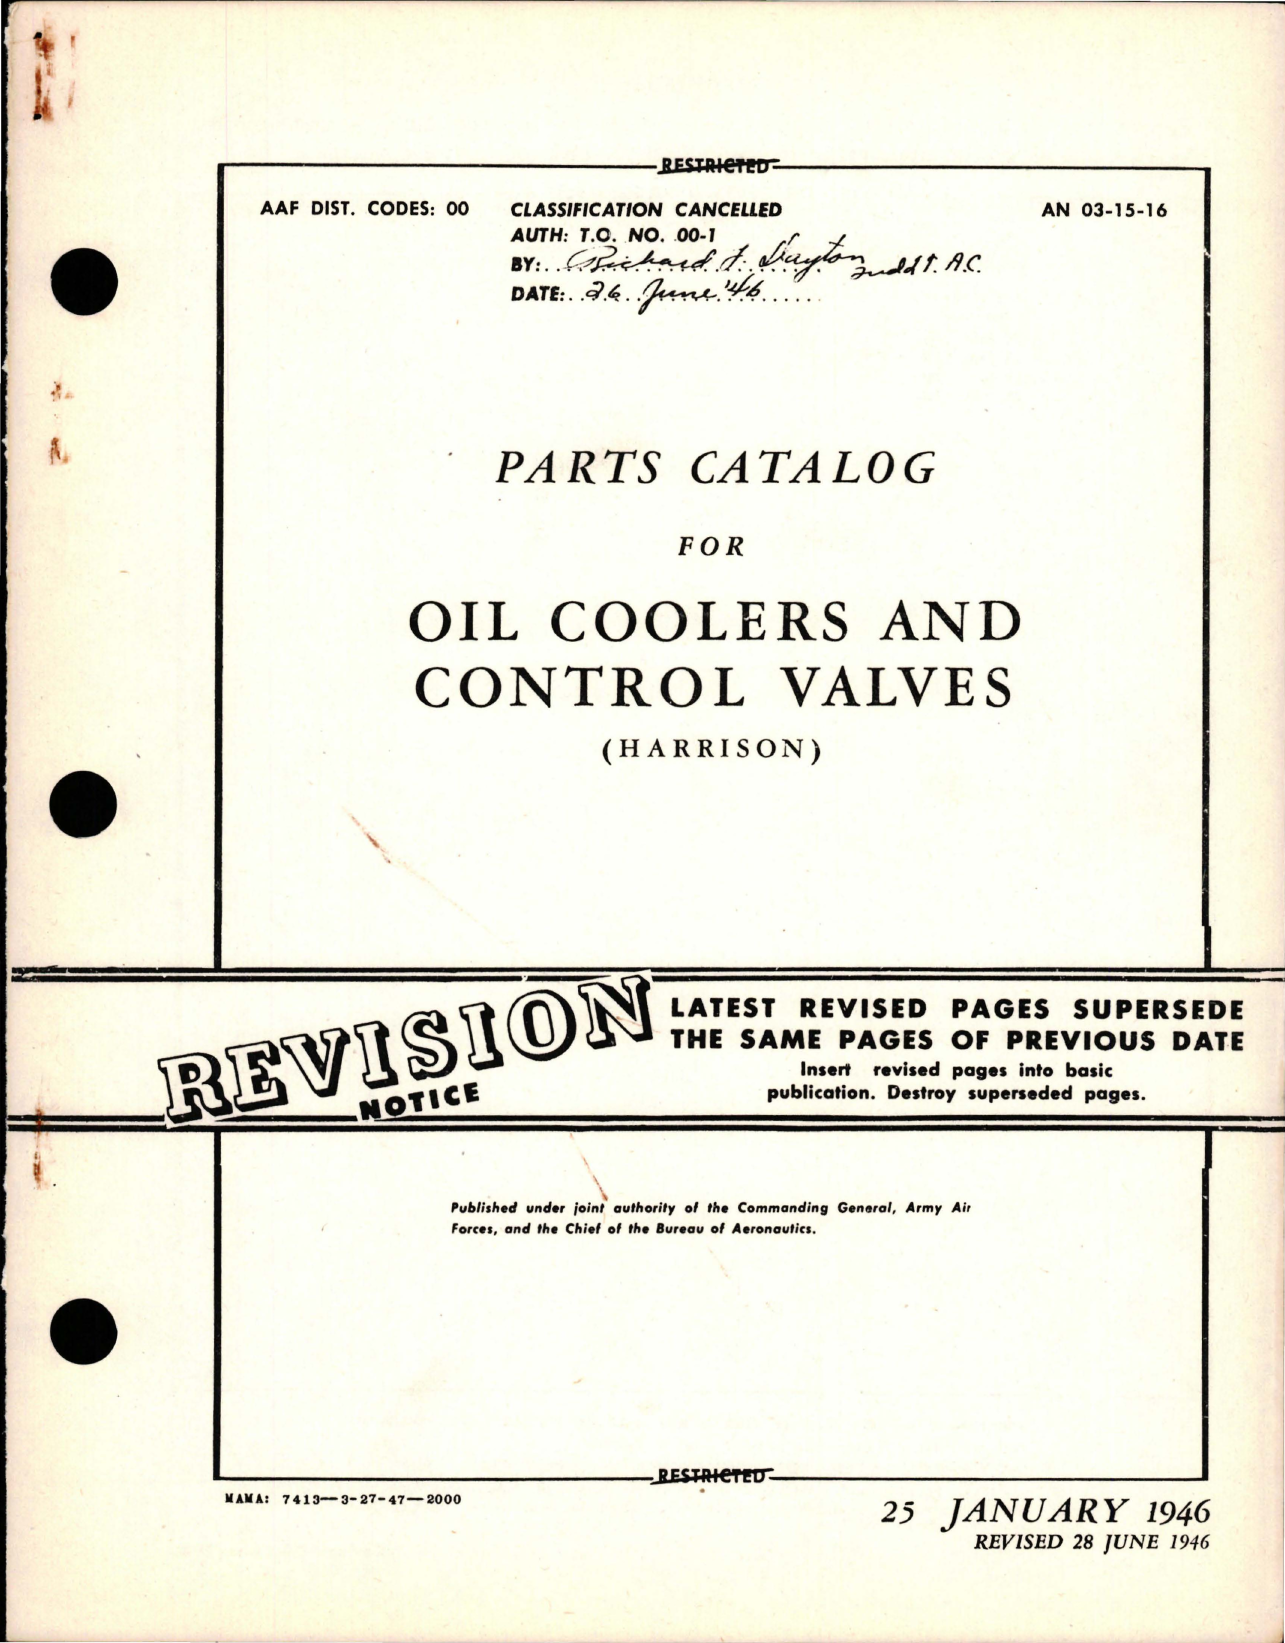 RESTRICTED
AAF DIST. CODES: 00
CLASSIFICATION CANCELLED
AUTH: T.O. NO. 00-1
BY: Richard F. Dayton 2nd Lt. A.C.
DATE: 26 June '46
AN 03-15-16
PARTS CATALOG
FOR
OIL COOLERS AND
CONTROL VALVES
(HARRISON)
REVISION
NOTICE
LATEST REVISED PAGES SUPERSEDE
THE SAME PAGES OF PREVIOUS DATE
Insert revised pages into basic
publication. Destroy superseded pages.
Published under joint authority of the Commanding General, Army Air
Forces, and the Chief of the Bureau of Aeronautics.
RESTRICTED
MAMA: 7413—3-27-47—2000
25 JANUARY 1946
REVISED 28 JUNE 1946